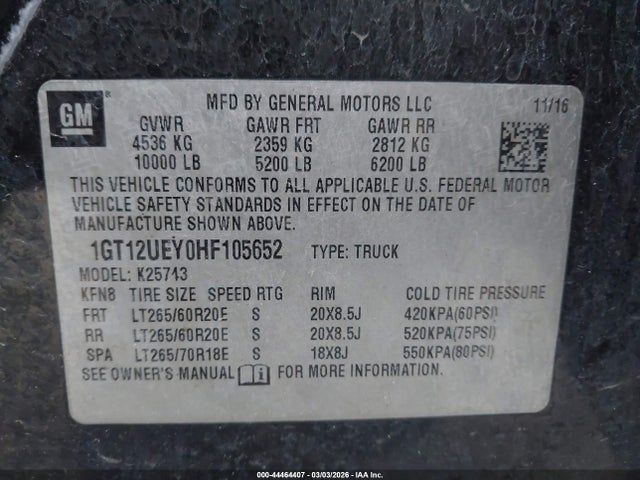 GM ®
MFD BY GENERAL MOTORS LLC 11/16
GVWR GAWR FRT GAWR RR
4536 KG 2359 KG 2812 KG
10000 LB 5200 LB 6200 LB
THIS VEHICLE CONFORMS TO ALL APPLICABLE U.S. FEDERAL MOTOR
VEHICLE SAFETY STANDARDS IN EFFECT ON THE DATE OF
MANUFACTURE SHOWN ABOVE.
1GT12UEY0HF105652 TYPE: TRUCK
MODEL: K25743
KFN8 TIRE SIZE SPEED RTG RIM COLD TIRE PRESSURE
FRT LT265/60R20E S 20X8.5J 420KPA(60PSI)
RR LT265/60R20E S 20X8.5J 520KPA(75PSI)
SPA LT265/70R18E S 18X8J 550KPA(80PSI)
SEE OWNER'S MANUAL FOR MORE INFORMATION.
000-44464407 - 03/03/2026 - IAA Inc.